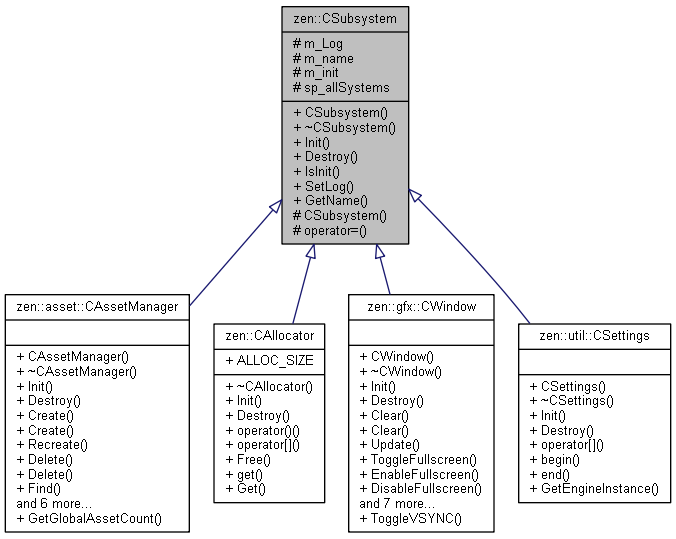 zen::CSubsystem
# m_Log
# m_name
# m_init
# sp_allSystems
+ CSubsystem()
+ ~CSubsystem()
+ Init()
+ Destroy()
+ IsInit()
+ SetLog()
+ GetName()
# CSubsystem()
# operator=()
zen::asset::CAssetManager
+ CAssetManager()
+ ~CAssetManager()
+ Init()
+ Destroy()
+ Create()
+ Create()
+ Recreate()
+ Delete()
+ Delete()
+ Find()
and 6 more...
+ GetGlobalAssetCount()
zen::CAllocator
+ ALLOC_SIZE
+ ~CAllocator()
+ Init()
+ Destroy()
+ operator()()
+ operator[]()
+ Free()
+ get()
+ Get()
zen::gfx::CWindow
+ CWindow()
+ ~CWindow()
+ Init()
+ Destroy()
+ Clear()
+ Clear()
+ Update()
+ ToggleFullscreen()
+ EnableFullscreen()
+ DisableFullscreen()
and 7 more...
+ ToggleVSYNC()
zen::util::CSettings
+ CSettings()
+ ~CSettings()
+ Init()
+ Destroy()
+ operator[]()
+ begin()
+ end()
+ GetEngineInstance()